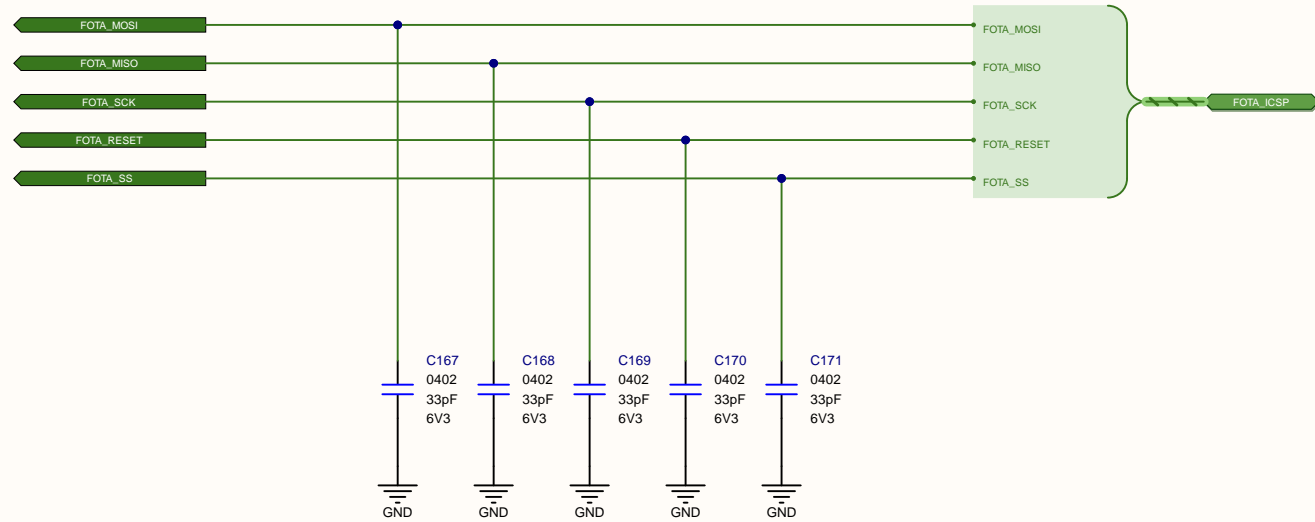 FOTA_MOSI
FOTA_MISO
FOTA_SCK
FOTA_RESET
FOTA_SS
FOTA_MOSI
FOTA_MISO
FOTA_SCK
FOTA_RESET
FOTA_SS
FOTA_ICSP
C167
0402
33pF
6V3
C168
0402
33pF
6V3
C169
0402
33pF
6V3
C170
0402
33pF
6V3
C171
0402
33pF
6V3
GND
GND
GND
GND
GND